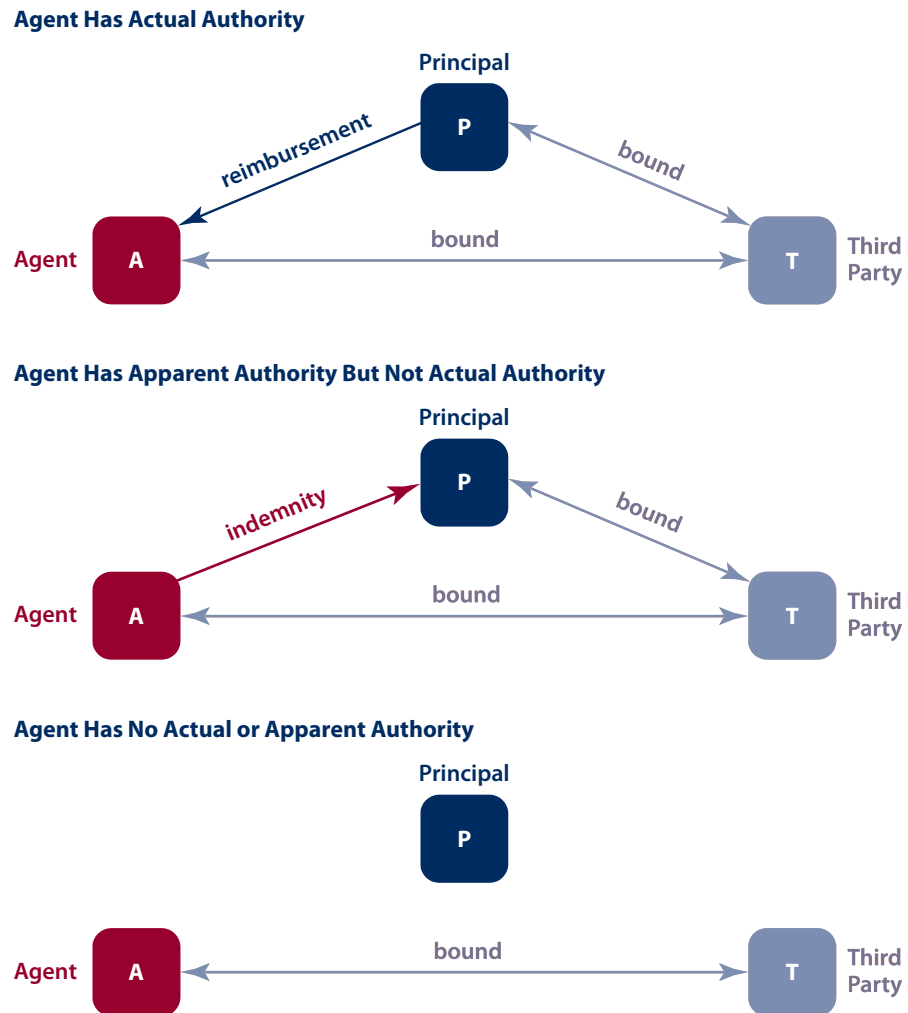 Agent Has Actual Authority
Principal
P
reimbursement
bound
bound
Agent
A
T
Third
Party
Agent Has Apparent Authority But Not Actual Authority
Principal
P
indemnity
bound
bound
Agent
A
T
Third
Party
Agent Has No Actual or Apparent Authority
Principal
P
bound
Agent
A
T
Third
Party